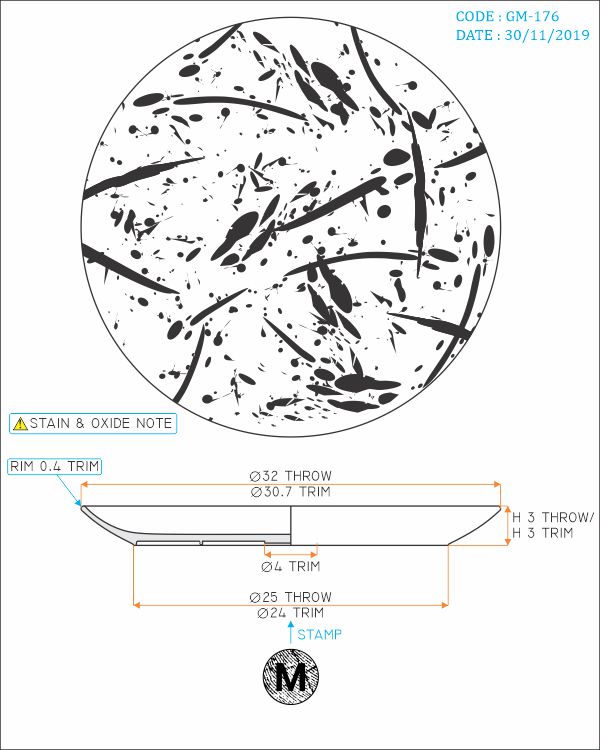 CODE : GM-176
DATE : 30/11/2019
STAIN & OXIDE NOTE
RIM 0.4 TRIM
Ø32 THROW
Ø30.7 TRIM
H 3 THROW/
H 3 TRIM
Ø4 TRIM
Ø25 THROW
Ø24 TRIM
STAMP
M